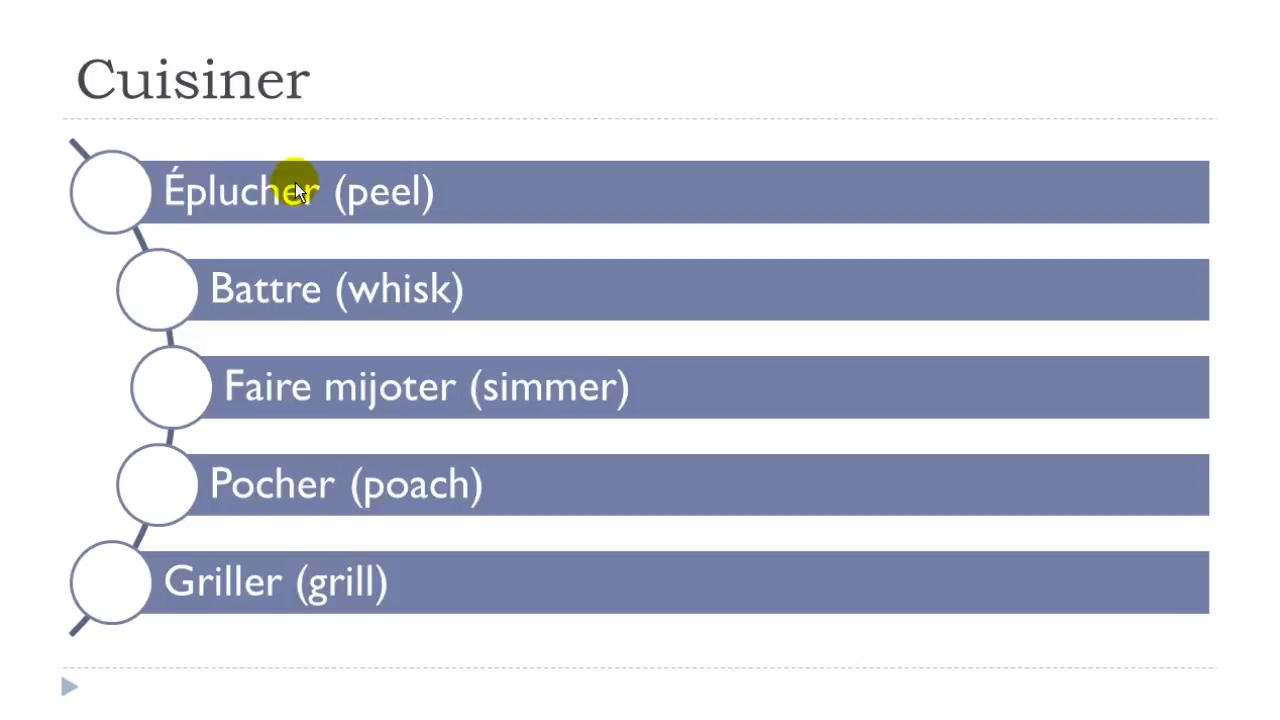 Cuisiner
Éplucher (peel)
Battre (whisk)
Faire mijoter (simmer)
Pocher (poach)
Griller (grill)